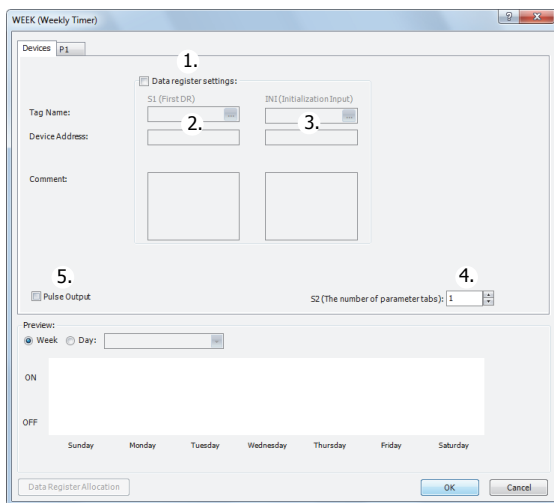 WEEK (Weekly Timer)
Devices P1
1.
Data register settings:
S1 (First DR) INI (Initialization Input)
Tag Name:
2. 3.
Device Address:
Comment:
5. 4.
Pulse Output S2 (The number of parameter tabs): 1
Preview:
Week Day:
ON
OFF
Sunday Monday Tuesday Wednesday Thursday Friday Saturday
Data Register Allocation OK Cancel